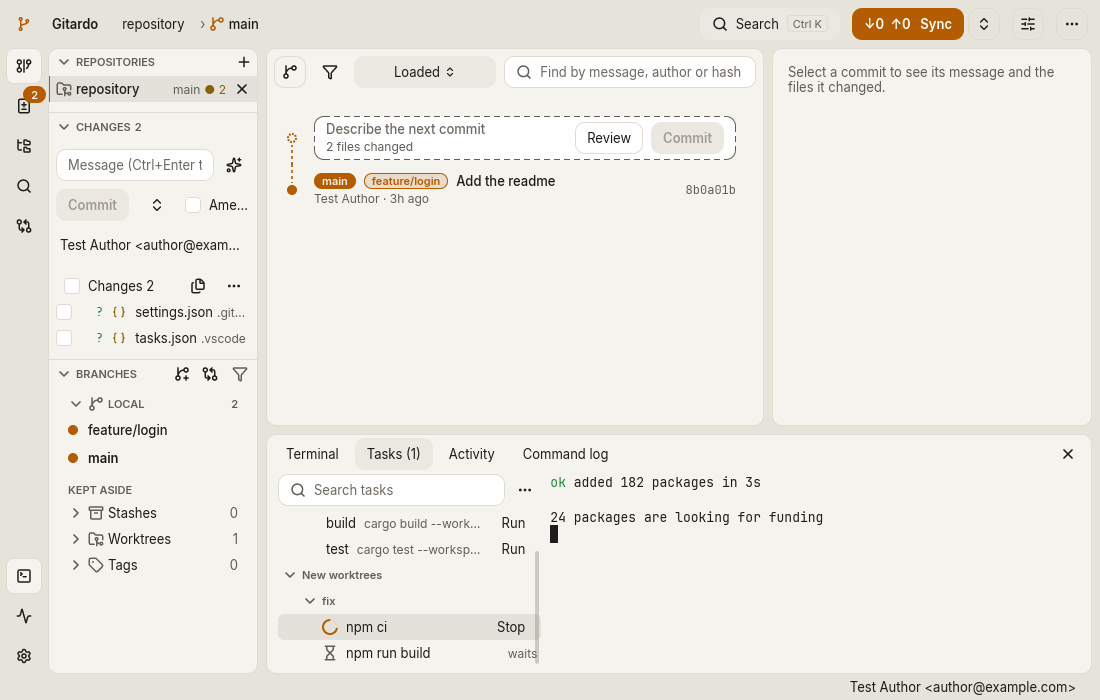 Gitardo
repository
main
Search
Ctrl K
↓0 ↑0 Sync
REPOSITORIES
repository
main
2
2
CHANGES 2
Message (Ctrl+Enter t
Commit
Ame...
Test Author <author@exam...
Changes 2
? { } settings.json .git...
? { } tasks.json .vscode
BRANCHES
LOCAL
2
feature/login
main
KEPT ASIDE
Stashes
0
Worktrees
1
Tags
0
Loaded
Find by message, author or hash
Describe the next commit
2 files changed
Review
Commit
main
feature/login
Add the readme
Test Author · 3h ago
8b0a01b
Select a commit to see its message and the
files it changed.
Terminal
Tasks (1)
Activity
Command log
Search tasks
build cargo build --work...
Run
test cargo test --worksp...
Run
New worktrees
fix
npm ci
Stop
npm run build
waits
ok added 182 packages in 3s
24 packages are looking for funding
Test Author <author@example.com>